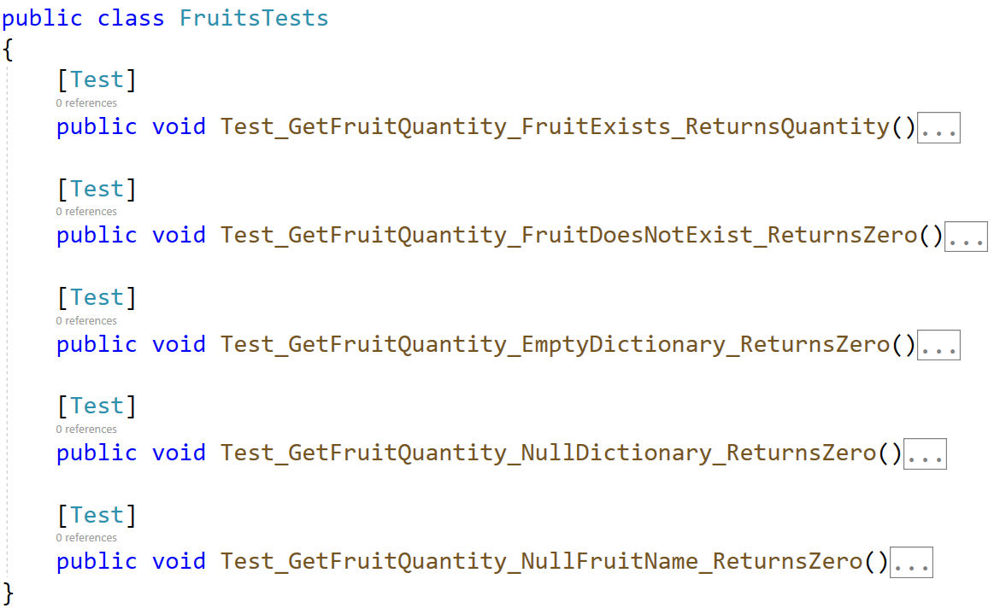 public class FruitsTests
{
[Test]
0 references
public void Test_GetFruitQuantity_FruitExists_ReturnsQuantity()...
[Test]
0 references
public void Test_GetFruitQuantity_FruitDoesNotExist_ReturnsZero()...
[Test]
0 references
public void Test_GetFruitQuantity_EmptyDictionary_ReturnsZero()...
[Test]
0 references
public void Test_GetFruitQuantity_NullDictionary_ReturnsZero()...
[Test]
0 references
public void Test_GetFruitQuantity_NullFruitName_ReturnsZero()...
}